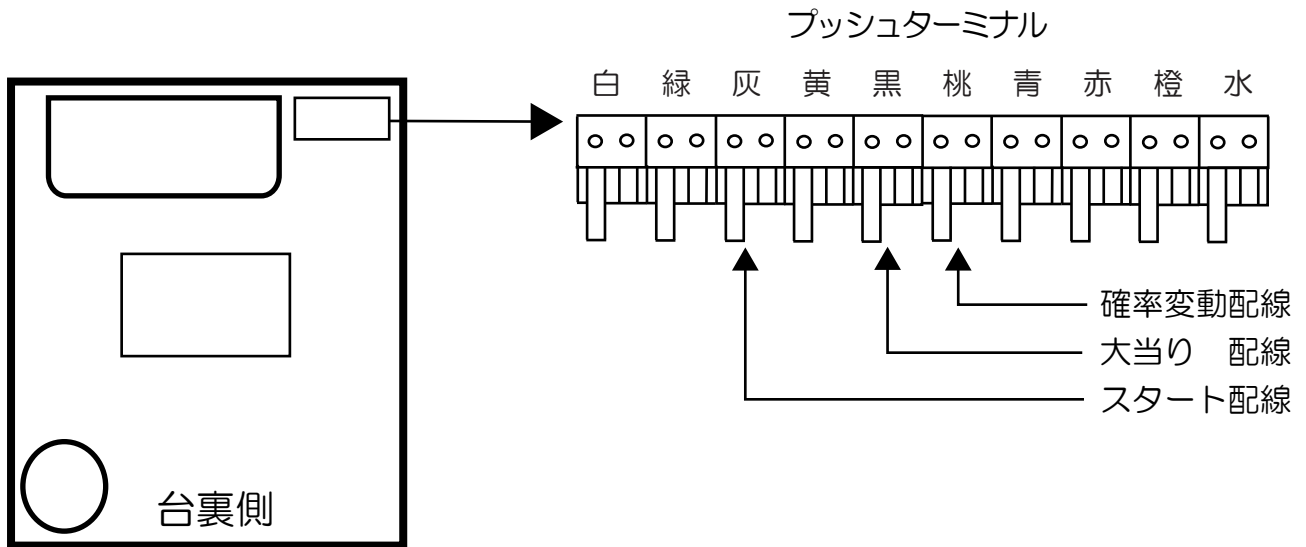 プッシュターミナル
白 緑 灰 黄 黒 桃 青 赤 橙 水
確率変動配線
大当り 配線
スタート配線
台裏側